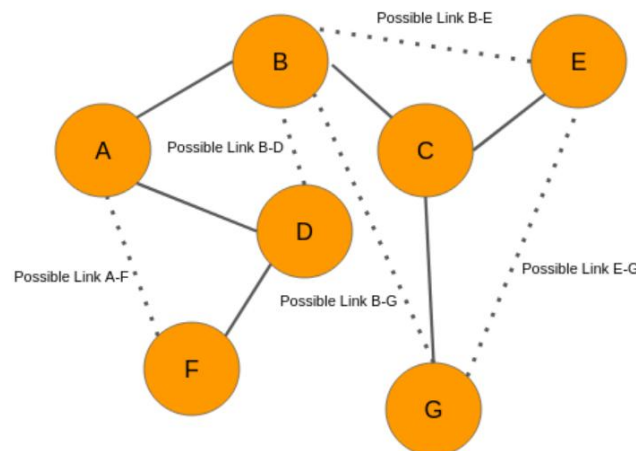 Possible Link B-E
B
E
A
Possible Link B-D
C
D
Possible Link A-F
Possible Link B-G
Possible Link E-G
F
G